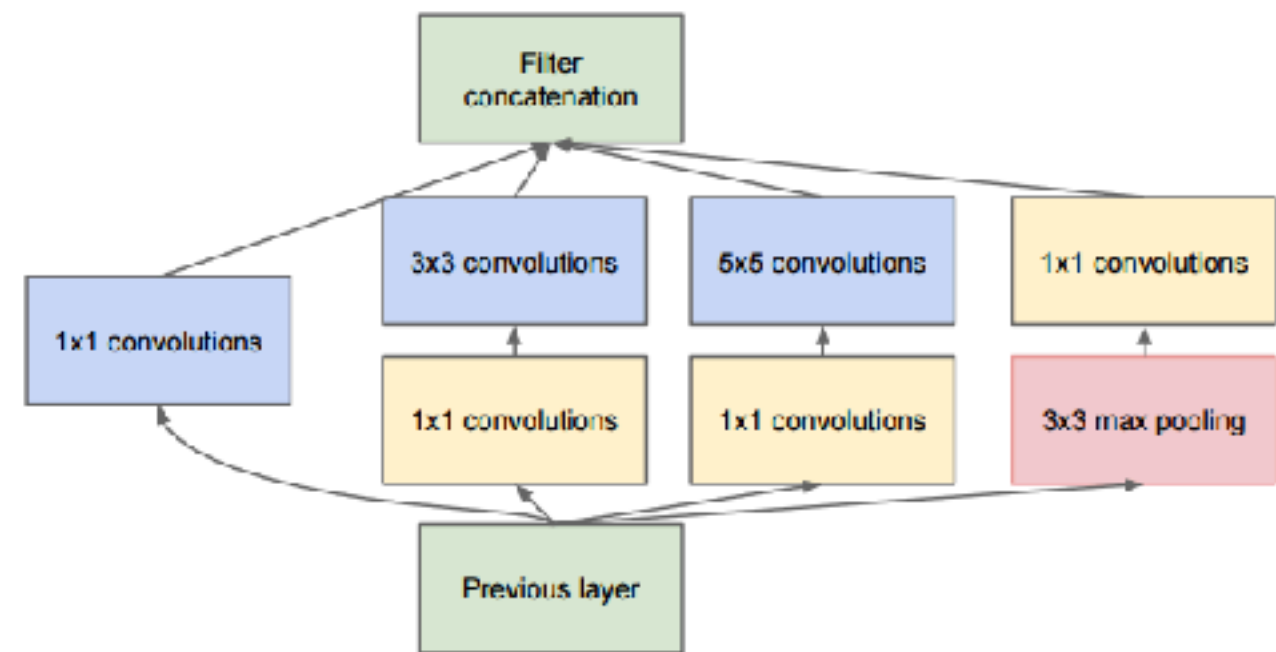 Filter
concatenation
3x3 convolutions
5x5 convolutions
1x1 convolutions
1x1 convolutions
1x1 convolutions
1x1 convolutions
3x3 max pooling
Previous layer